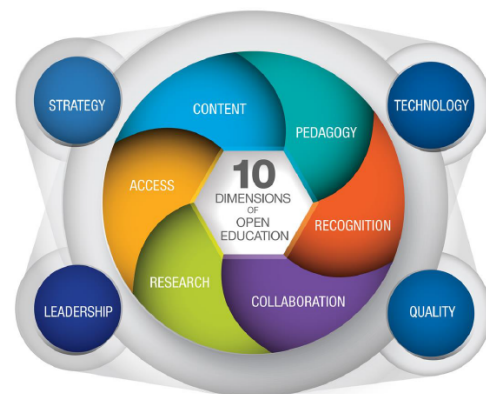 STRATEGY
TECHNOLOGY
CONTENT
PEDAGOGY
ACCESS
10
DIMENSIONS
OF
OPEN
EDUCATION
RECOGNITION
RESEARCH
COLLABORATION
LEADERSHIP
QUALITY